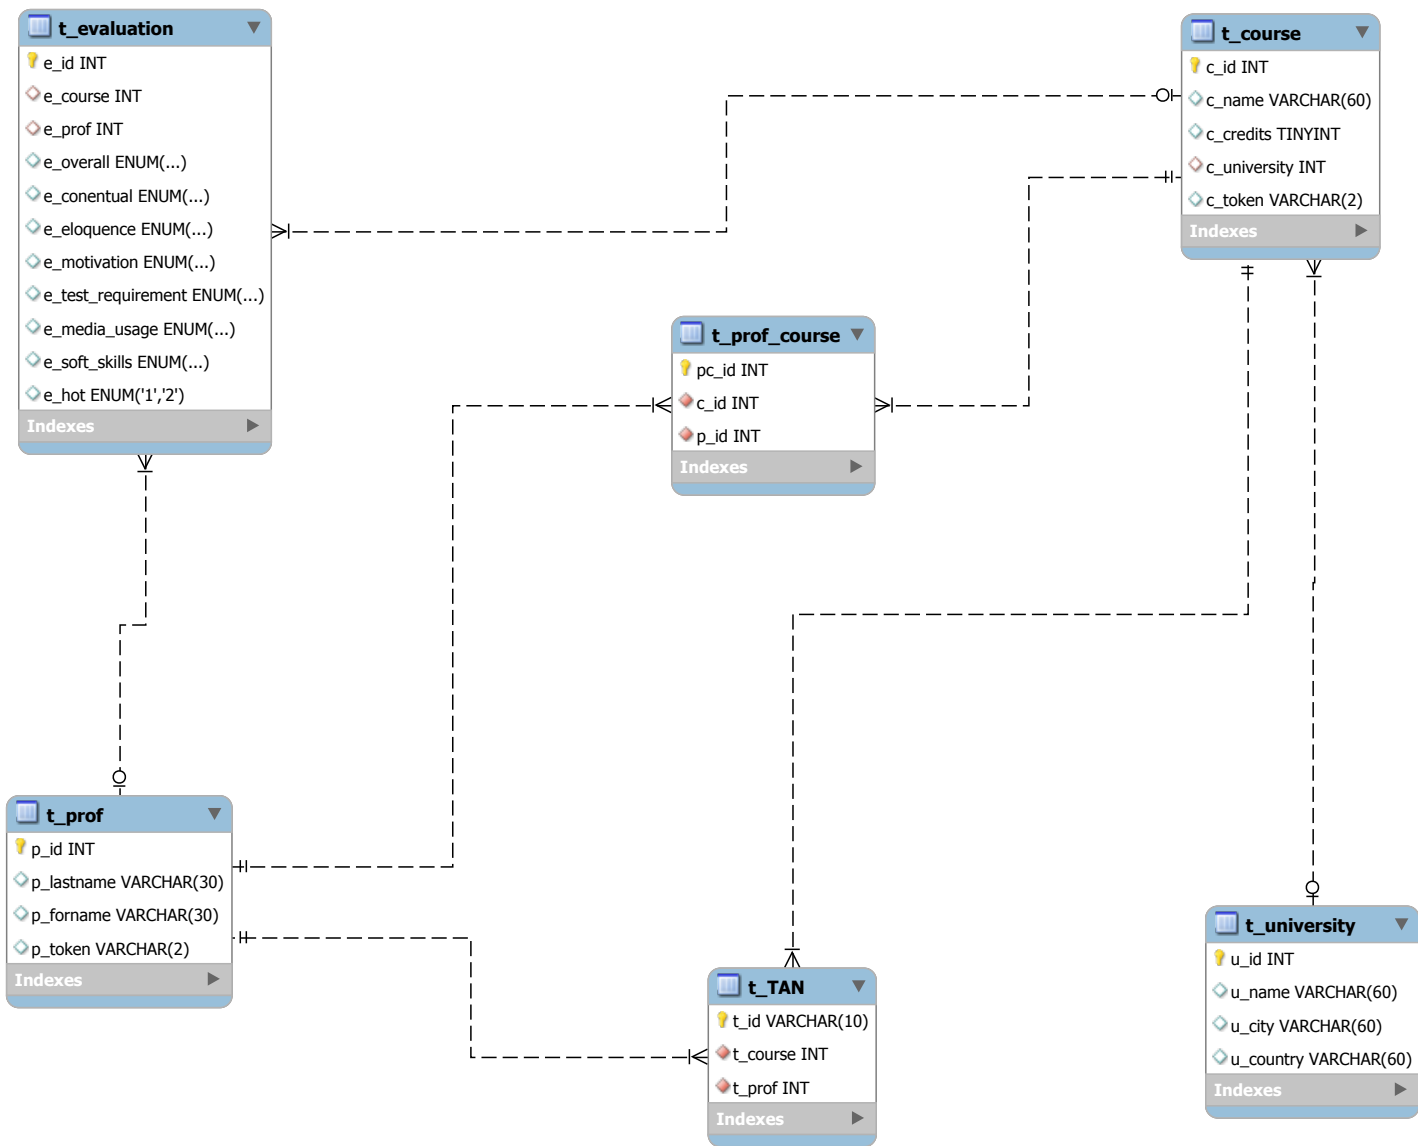 t_evaluation
e_id INT
e_course INT
e_prof INT
e_overall ENUM(...)
e_conentual ENUM(...)
e_eloquence ENUM(...)
e_motivation ENUM(...)
e_test_requirement ENUM(...)
e_media_usage ENUM(...)
e_soft_skills ENUM(...)
e_hot ENUM('1','2')
Indexes
t_course
c_id INT
c_name VARCHAR(60)
c_credits TINYINT
c_university INT
c_token VARCHAR(2)
Indexes
t_prof_course
pc_id INT
c_id INT
p_id INT
Indexes
t_prof
p_id INT
p_lastname VARCHAR(30)
p_forname VARCHAR(30)
p_token VARCHAR(2)
Indexes
t_TAN
t_id VARCHAR(10)
t_course INT
t_prof INT
Indexes
t_university
u_id INT
u_name VARCHAR(60)
u_city VARCHAR(60)
u_country VARCHAR(60)
Indexes